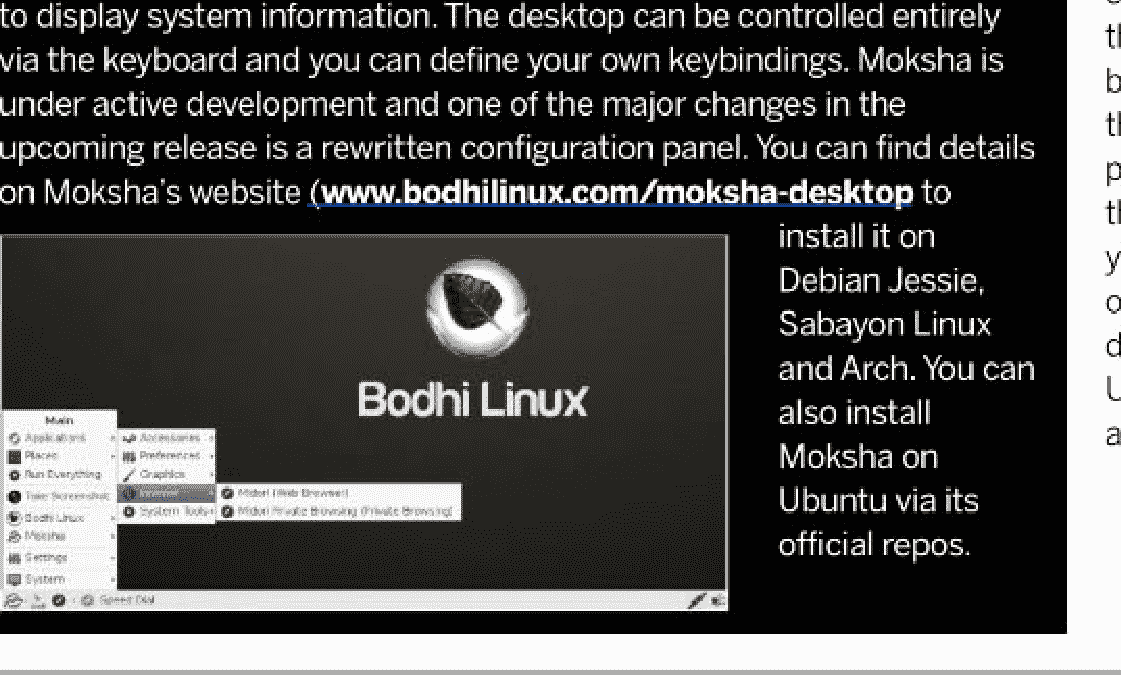 to display system information. The desktop can be controlled entirely
via the keyboard and you can define your own keybindings. Moksha is
under active development and one of the major changes in the
upcoming release is a rewritten configuration panel. You can find details
on Moksha's website (www.bodhilinux.com/moksha-desktop to
install it on
Debian Jessie,
Sabayon Linux
and Arch. You can
also install
Moksha on
Ubuntu via its
official repos.
Bodhi Linux
Main
Applications
Places
Run Everything
Take Screenshot
Bodhi Linux
Moksha
Settings
System
Accessories
Preferences
Graphics
Internet
System Tools
Midori (Web Browser)
Midori Private Browsing (Private Browsing)
Speed Dial